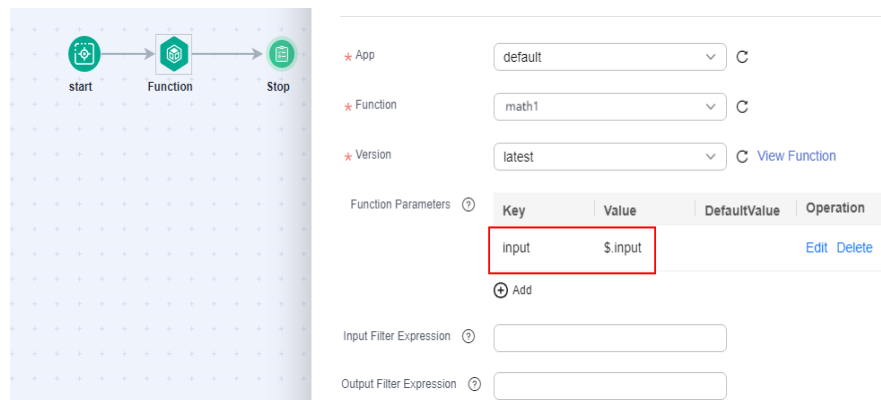 start
Function
Stop
* App
default
* Function
math1
* Version
latest
View Function
Function Parameters ?
Key Value DefaultValue Operation
input $.input Edit Delete
+ Add
Input Filter Expression ?
Output Filter Expression ?